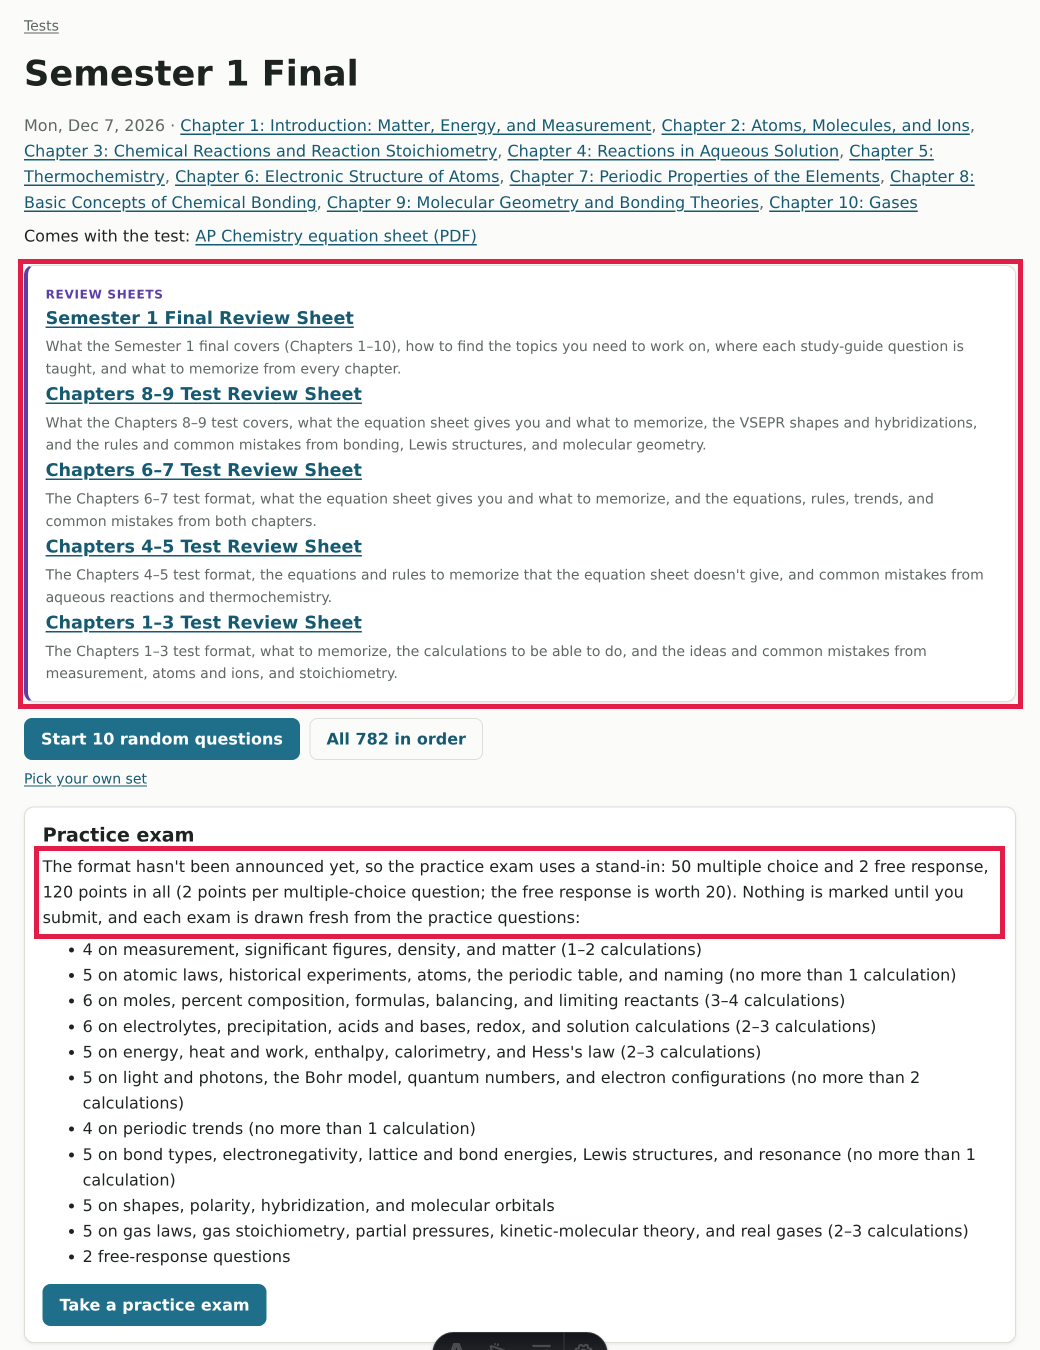 Tests
Semester 1 Final
Mon, Dec 7, 2026 · Chapter 1: Introduction: Matter, Energy, and Measurement, Chapter 2: Atoms, Molecules, and Ions,
Chapter 3: Chemical Reactions and Reaction Stoichiometry, Chapter 4: Reactions in Aqueous Solution, Chapter 5:
Thermochemistry, Chapter 6: Electronic Structure of Atoms, Chapter 7: Periodic Properties of the Elements, Chapter 8:
Basic Concepts of Chemical Bonding, Chapter 9: Molecular Geometry and Bonding Theories, Chapter 10: Gases
Comes with the test: AP Chemistry equation sheet (PDF)
REVIEW SHEETS
Semester 1 Final Review Sheet
What the Semester 1 final covers (Chapters 1–10), how to find the topics you need to work on, where each study-guide question is
taught, and what to memorize from every chapter.
Chapters 8–9 Test Review Sheet
What the Chapters 8–9 test covers, what the equation sheet gives you and what to memorize, the VSEPR shapes and hybridizations,
and the rules and common mistakes from bonding, Lewis structures, and molecular geometry.
Chapters 6–7 Test Review Sheet
The Chapters 6–7 test format, what the equation sheet gives you and what to memorize, and the equations, rules, trends, and
common mistakes from both chapters.
Chapters 4–5 Test Review Sheet
The Chapters 4–5 test format, the equations and rules to memorize that the equation sheet doesn't give, and common mistakes from
aqueous reactions and thermochemistry.
Chapters 1–3 Test Review Sheet
The Chapters 1–3 test format, what to memorize, the calculations to be able to do, and the ideas and common mistakes from
measurement, atoms and ions, and stoichiometry.
Start 10 random questions
All 782 in order
Pick your own set
Practice exam
The format hasn't been announced yet, so the practice exam uses a stand-in: 50 multiple choice and 2 free response,
120 points in all (2 points per multiple-choice question; the free response is worth 20). Nothing is marked until you
submit, and each exam is drawn fresh from the practice questions:
• 4 on measurement, significant figures, density, and matter (1–2 calculations)
• 5 on atomic laws, historical experiments, atoms, the periodic table, and naming (no more than 1 calculation)
• 6 on moles, percent composition, formulas, balancing, and limiting reactants (3–4 calculations)
• 6 on electrolytes, precipitation, acids and bases, redox, and solution calculations (2–3 calculations)
• 5 on energy, heat and work, enthalpy, calorimetry, and Hess's law (2–3 calculations)
• 5 on light and photons, the Bohr model, quantum numbers, and electron configurations (no more than 2
calculations)
• 4 on periodic trends (no more than 1 calculation)
• 5 on bond types, electronegativity, lattice and bond energies, Lewis structures, and resonance (no more than 1
calculation)
• 5 on shapes, polarity, hybridization, and molecular orbitals
• 5 on gas laws, gas stoichiometry, partial pressures, kinetic-molecular theory, and real gases (2–3 calculations)
• 2 free-response questions
Take a practice exam